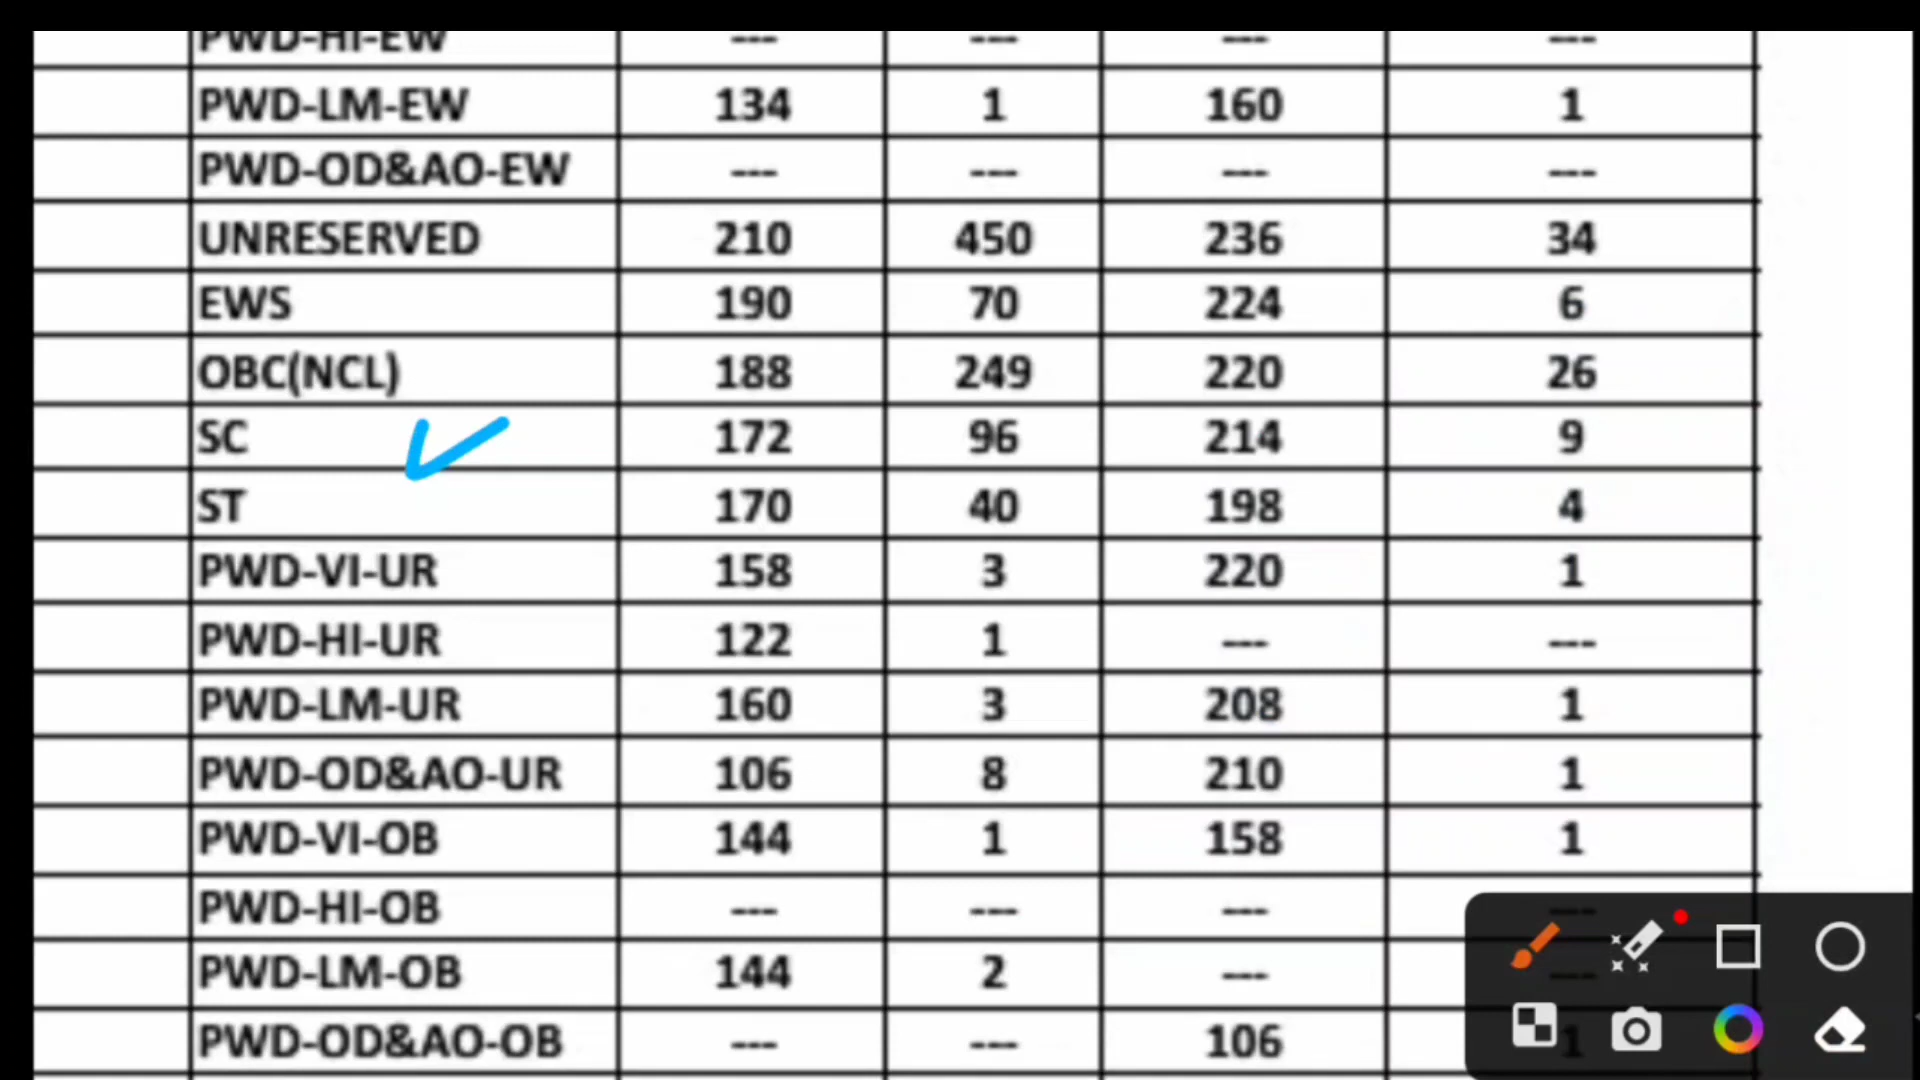 PWD-HI-EW --- --- --- ---
PWD-LM-EW 134 1 160 1
PWD-OD&AO-EW --- --- --- ---
UNRESERVED 210 450 236 34
EWS 190 70 224 6
OBC(NCL) 188 249 220 26
SC 172 96 214 9
ST 170 40 198 4
PWD-VI-UR 158 3 220 1
PWD-HI-UR 122 1 --- ---
PWD-LM-UR 160 3 208 1
PWD-OD&AO-UR 106 8 210 1
PWD-VI-OB 144 1 158 1
PWD-HI-OB --- --- --- ---
PWD-LM-OB 144 2 --- ---
PWD-OD&AO-OB --- --- 106 1